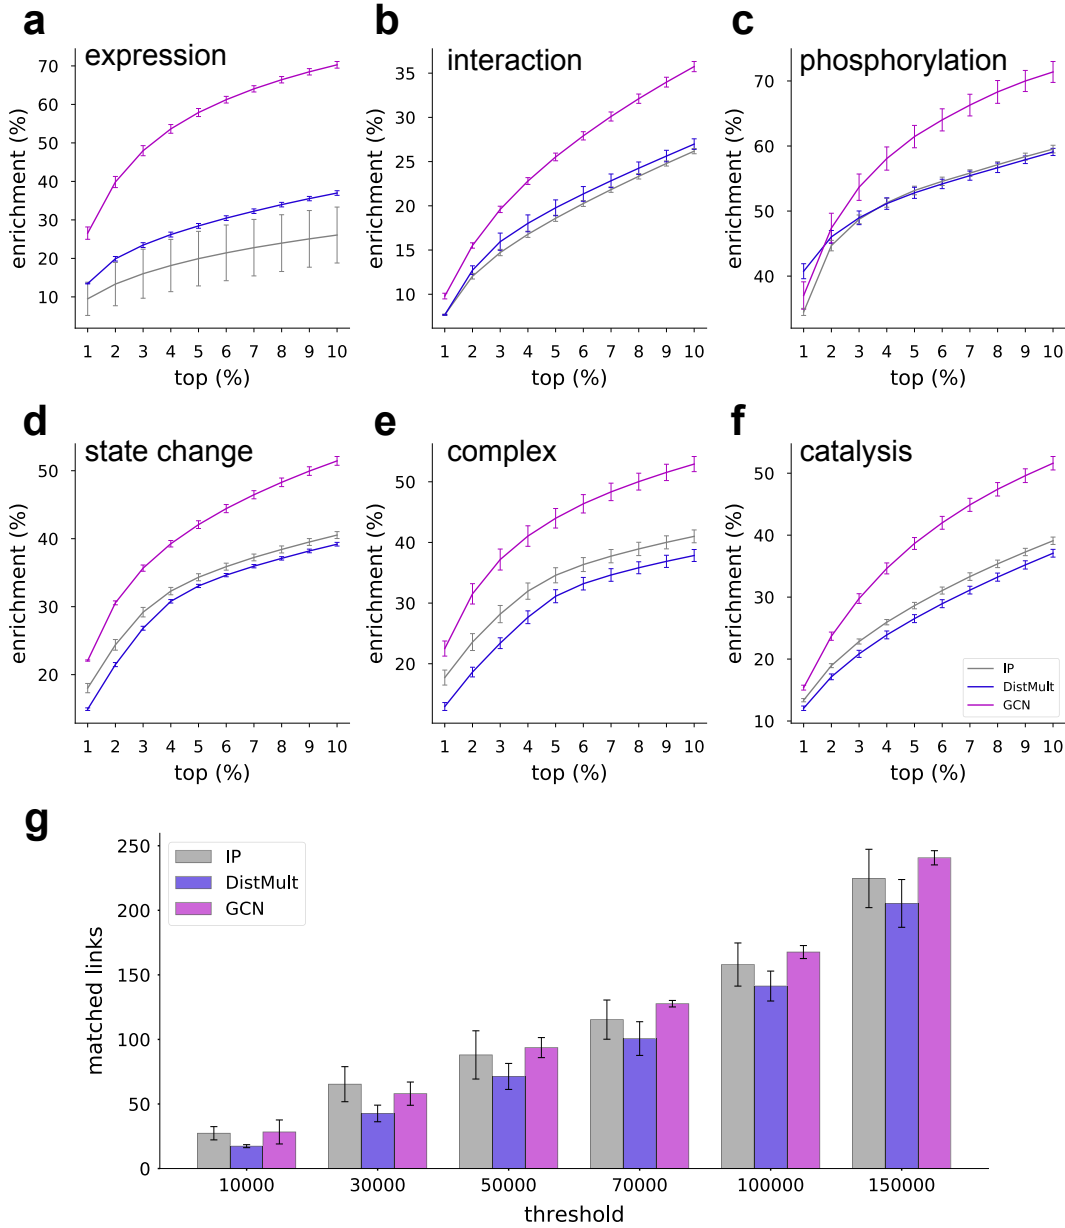 a
expression
enrichment (%)
70
60
50
40
30
20
10
1 2 3 4 5 6 7 8 9 10
top (%)
b
interaction
enrichment (%)
35
30
25
20
15
10
1 2 3 4 5 6 7 8 9 10
top (%)
c
phosphorylation
enrichment (%)
70
60
50
40
1 2 3 4 5 6 7 8 9 10
top (%)
d
state change
enrichment (%)
50
40
30
20
1 2 3 4 5 6 7 8 9 10
top (%)
e
complex
enrichment (%)
50
40
30
20
1 2 3 4 5 6 7 8 9 10
top (%)
f
catalysis
enrichment (%)
50
40
30
20
10
IP
DistMult
GCN
1 2 3 4 5 6 7 8 9 10
top (%)
g
matched links
250
200
150
100
50
0
IP
DistMult
GCN
10000 30000 50000 70000 100000 150000
threshold